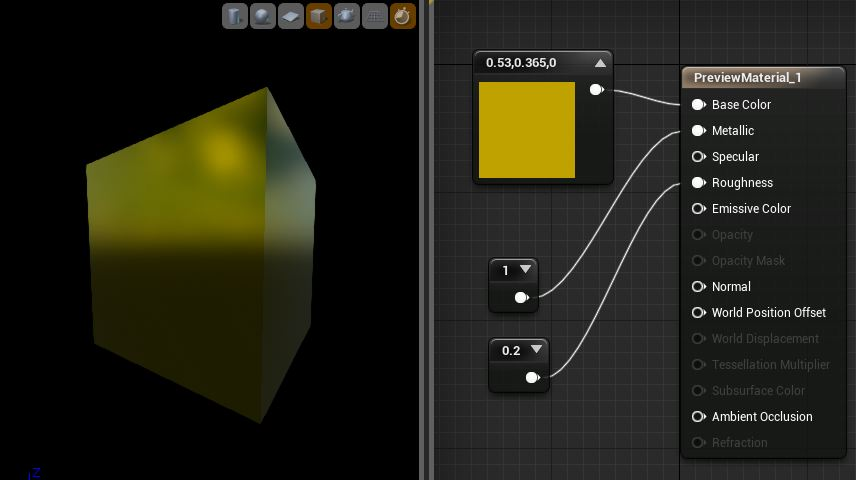 0.53,0.365,0
PreviewMaterial_1
Base Color
Metallic
Specular
Roughness
Emissive Color
Opacity
Opacity Mask
1
Normal
World Position Offset
World Displacement
0.2
Tessellation Multiplier
Subsurface Color
Ambient Occlusion
Refraction
Z